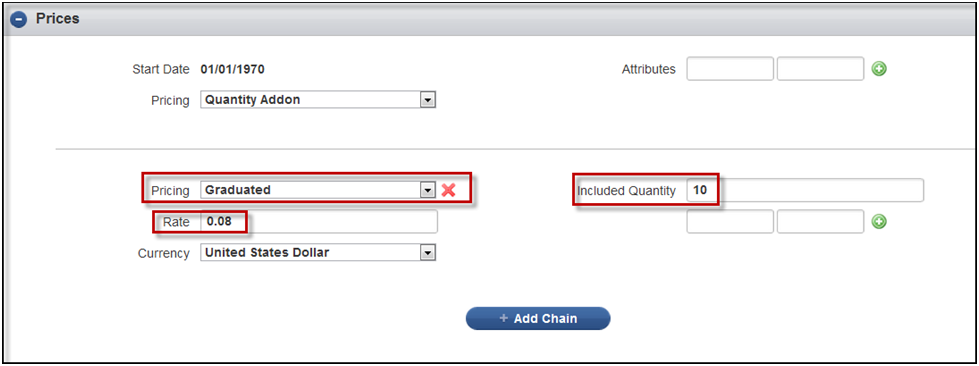 Prices
Start Date 01/01/1970 Attributes
Pricing Quantity Addon
Pricing Graduated Included Quantity 10
Rate 0.08
Currency United States Dollar
+ Add Chain